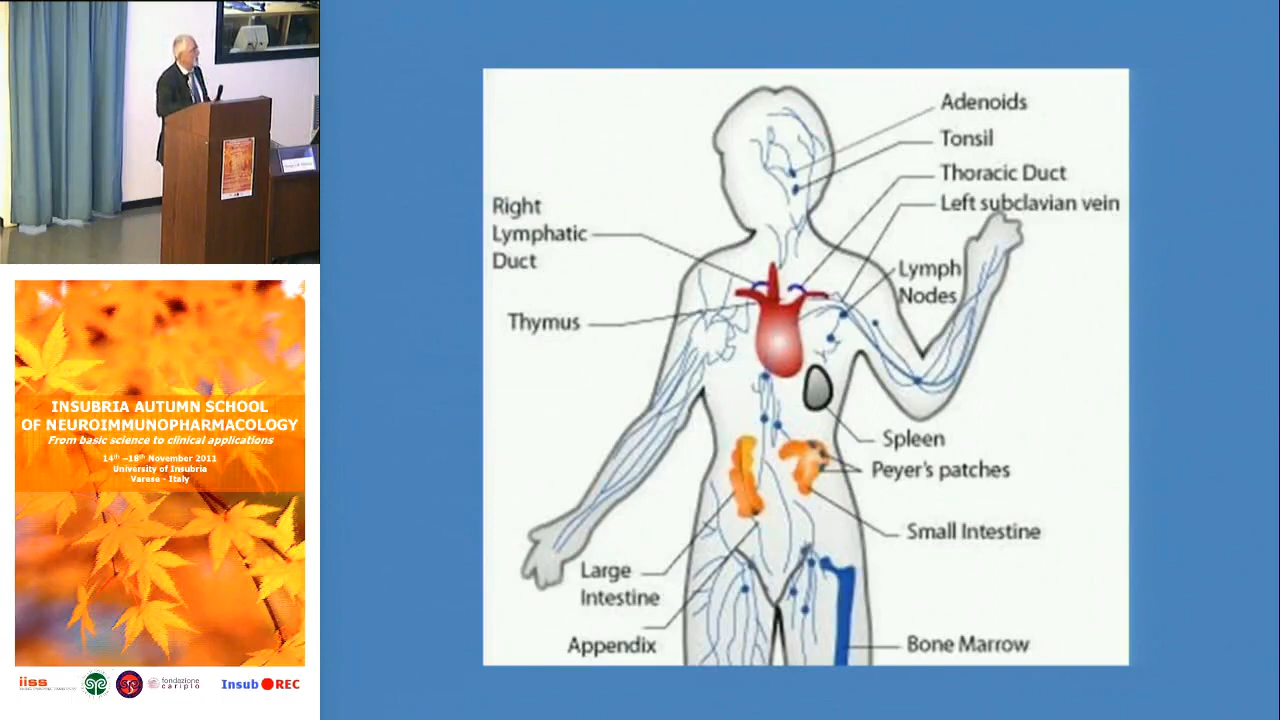 INSUBRIA AUTUMN SCHOOL
OF NEUROIMMUNOPHARMACOLOGY
From basic science to clinical applications
14th –18th November 2011
University of Insubria
Varese - Italy
iiss
fondazione
cariplo
Insub REC
Adenoids
Tonsil
Thoracic Duct
Left subclavian vein
Right
Lymphatic
Duct
Lymph
Nodes
Thymus
Spleen
Peyer's patches
Small Intestine
Large
Intestine
Appendix
Bone Marrow